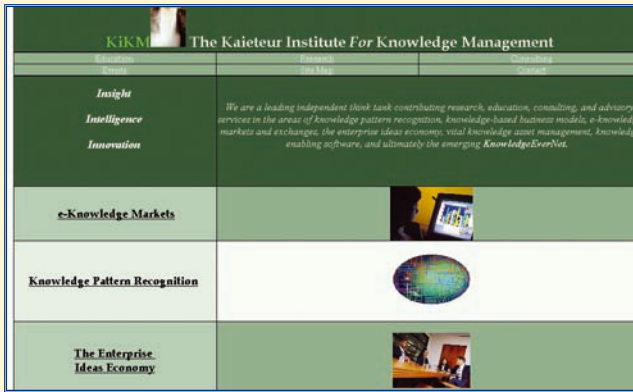 KiKM The Kaieteur Institute For Knowledge Management
Education Research Consulting
Events Site Map Contact
Insight
Intelligence
Innovation
We are a leading independent think tank contributing research, education, consulting, and advisory
services in the areas of knowledge pattern recognition, knowledge-based business models, e-knowledg
markets and exchanges, the enterprise ideas economy, vital knowledge asset management, knowled
enabling software, and ultimately the emerging KnowledgeEverNet.
e-Knowledge Markets
Knowledge Pattern Recognition
The Enterprise
Ideas Economy